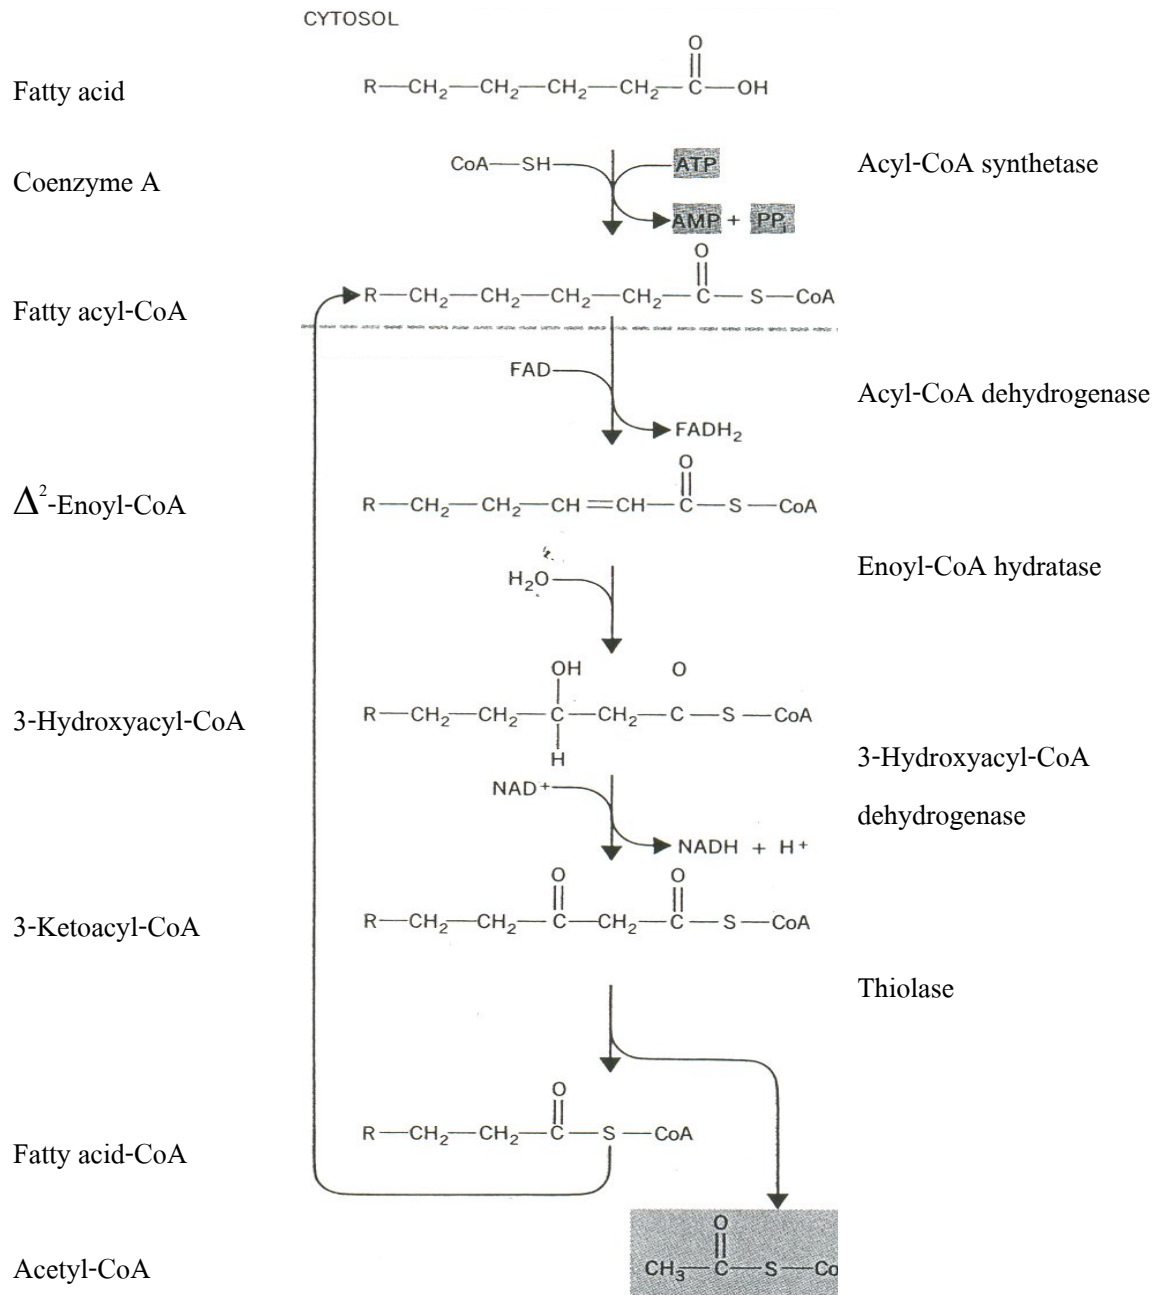 CYTOSOL
Fatty acid
O
R—CH₂—CH₂—CH₂—CH₂—C—OH
Coenzyme A
CoA—SH
ATP
Acyl-CoA synthetase
AMP + PPi
Fatty acyl-CoA
O
R—CH₂—CH₂—CH₂—CH₂—C—S—CoA
FAD
Acyl-CoA dehydrogenase
FADH₂
Δ²-Enoyl-CoA
O
R—CH₂—CH₂—CH=CH—C—S—CoA
Enoyl-CoA hydratase
H₂O
3-Hydroxyacyl-CoA
OH O
R—CH₂—CH₂—C—CH₂—C—S—CoA
H
3-Hydroxyacyl-CoA
dehydrogenase
NAD⁺
NADH + H⁺
3-Ketoacyl-CoA
O O
R—CH₂—CH₂—C—CH₂—C—S—CoA
Thiolase
Fatty acid-CoA
O
R—CH₂—CH₂—C—S—CoA
Acetyl-CoA
O
CH₃—C—S—Co